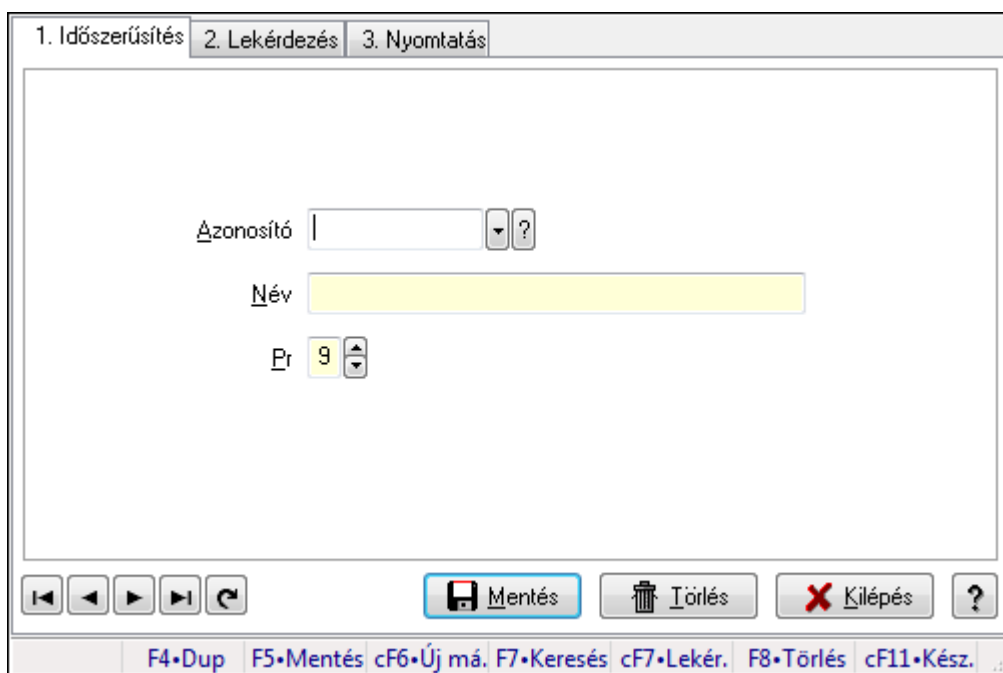 1. Időszerűsítés 2. Lekérdezés 3. Nyomtatás
Azonosító ?
Név
Pr 9
Mentés Törlés Kilépés ?
F4•Dup F5•Mentés cF6•Új má. F7•Keresés cF7•Lekér. F8•Törlés cF11•Kész.